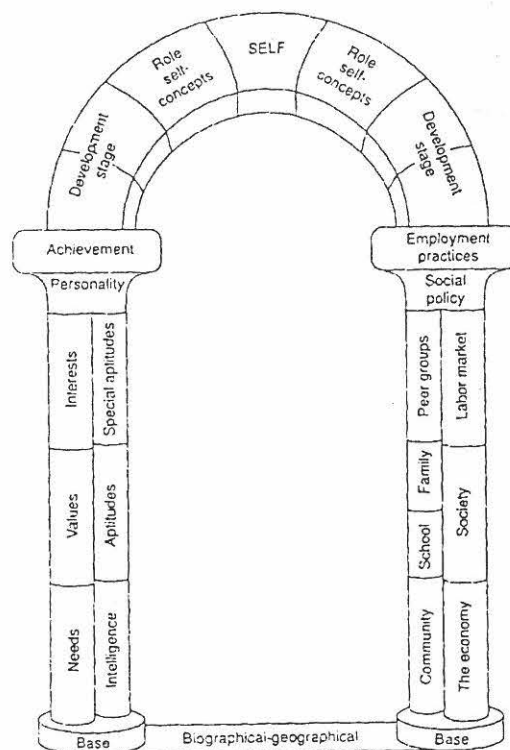 SELF
Role
self-
concepts
Role
self-
concepts
Development
stage
Development
stage
Achievement
Personality
Employment
practices
Social
policy
Interests
Special aptitudes
Values
Aptitudes
Needs
Intelligence
Peer groups
Labor market
Family
School
Society
Community
The economy
Base
Biographical-geographical
Base